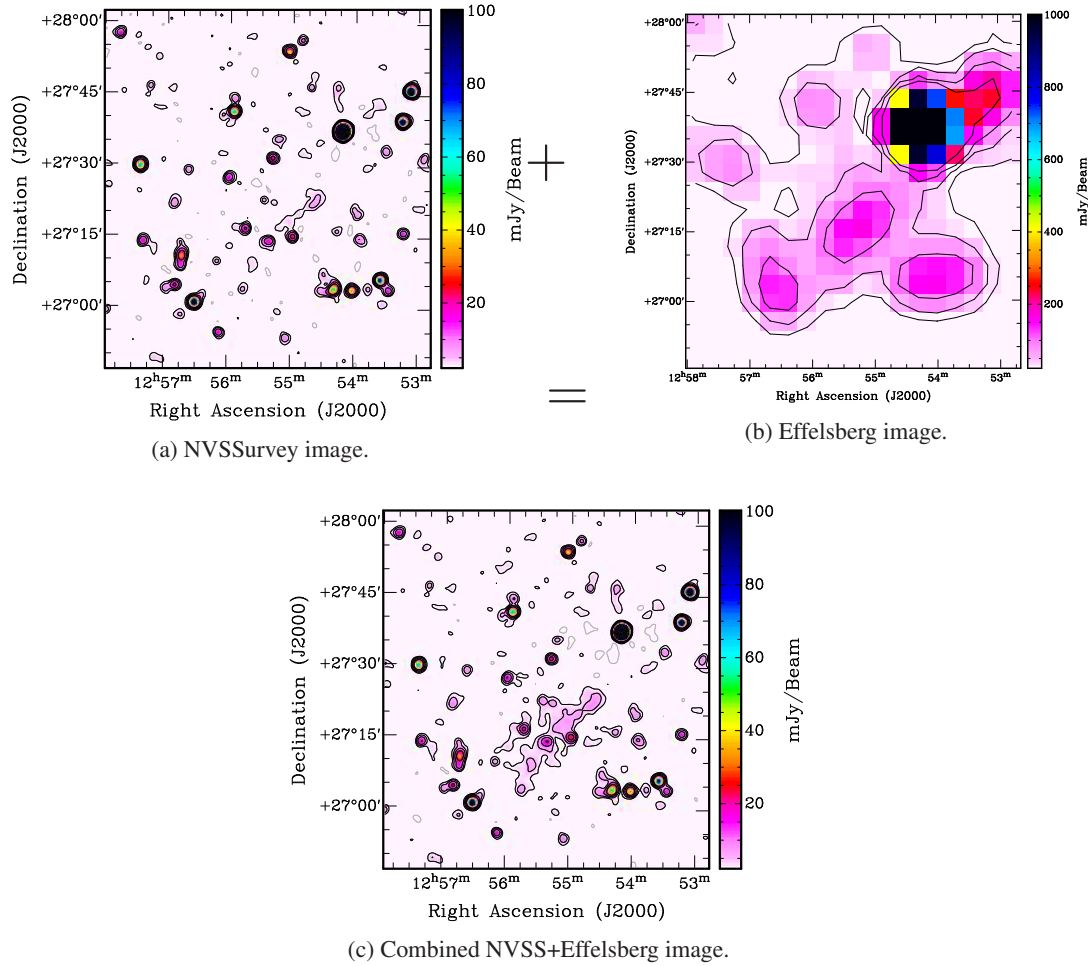 +28°00′
+27°45′
+27°30′
+27°15′
+27°00′
Declination (J2000)
12ʰ57ᵐ 56ᵐ 55ᵐ 54ᵐ 53ᵐ
Right Ascension (J2000)
100
80
60
40
20
mJy/Beam
(a) NVSSurvey image.
+
+28°00′
+27°45′
+27°30′
+27°15′
+27°00′
Declination (J2000)
12ʰ58ᵐ 57ᵐ 56ᵐ 55ᵐ 54ᵐ 53ᵐ
Right Ascension (J2000)
1000
800
600
400
200
mJy/Beam
(b) Effelsberg image.
=
+28°00′
+27°45′
+27°30′
+27°15′
+27°00′
Declination (J2000)
12ʰ57ᵐ 56ᵐ 55ᵐ 54ᵐ 53ᵐ
Right Ascension (J2000)
100
80
60
40
20
mJy/Beam
(c) Combined NVSS+Effelsberg image.